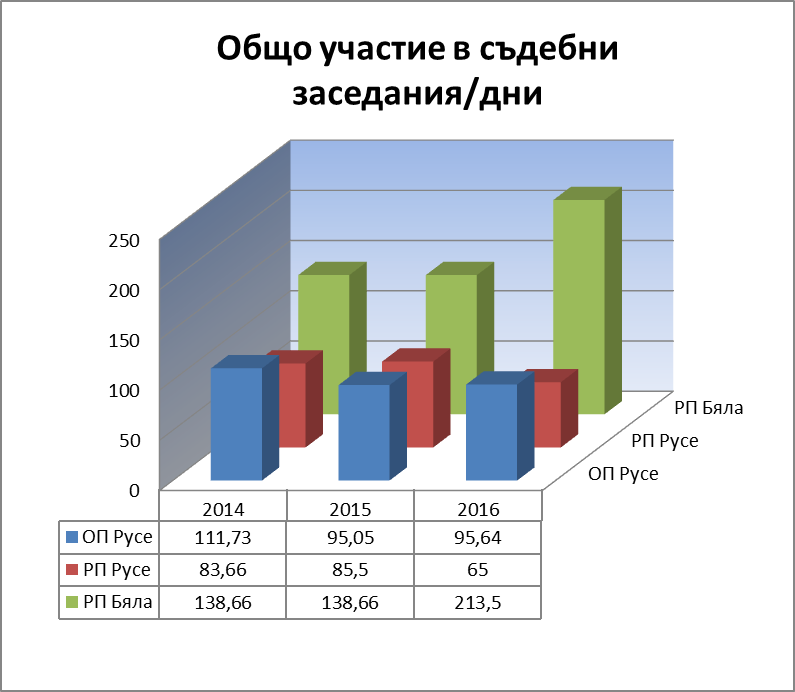 Общо участие в съдебни
заседания/дни
250
200
150
100
50
0
РП Бяла
РП Русе
ОП Русе
2014 2015 2016
ОП Русе 111,73 95,05 95,64
РП Русе 83,66 85,5 65
РП Бяла 138,66 138,66 213,5